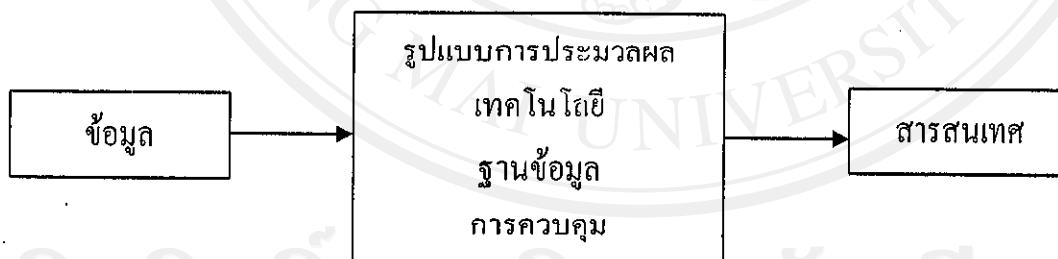 รูปแบบการประมวลผล
ข้อมูล
เทคโนโลยี
สารสนเทศ
ฐานข้อมูล
การควบคุม
MAI UNIVERSIT